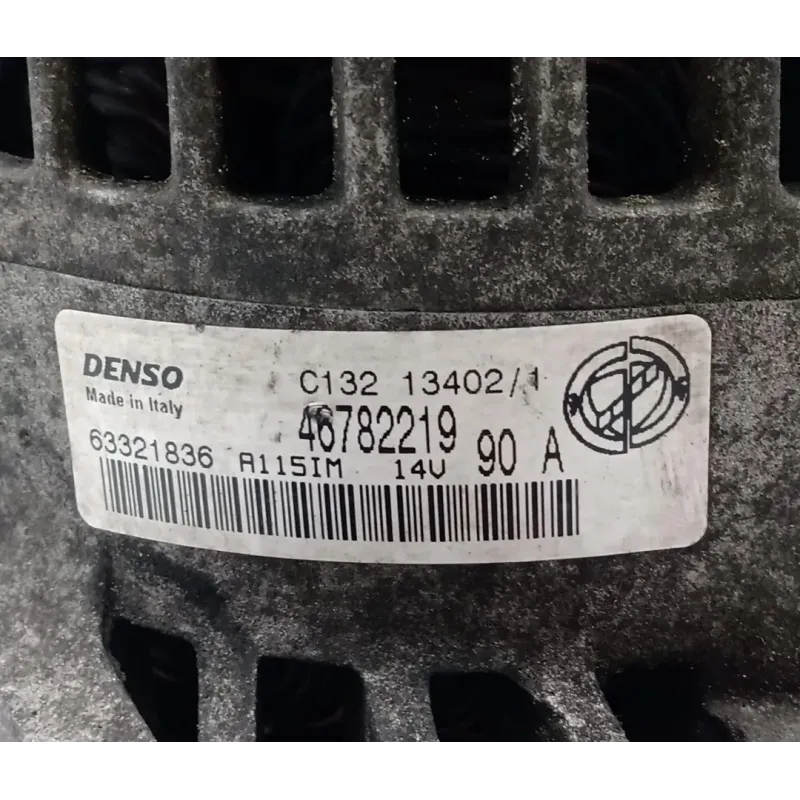 DENSO
Made in Italy
C132 13402/1
46782219
63321836 A115IM 14V 90 A